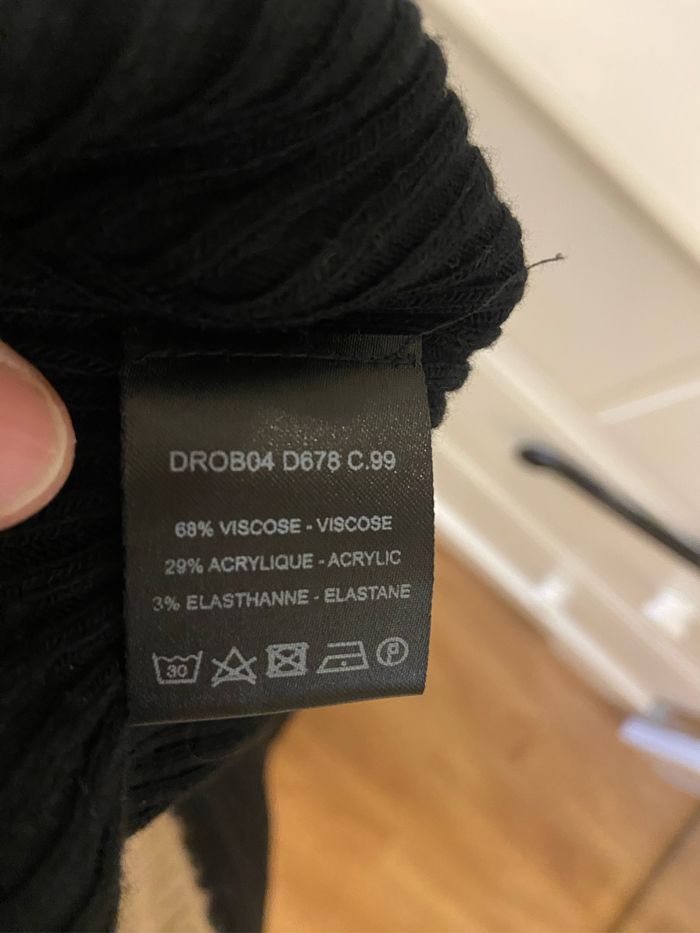 DROB04 D678 C.99
68% VISCOSE - VISCOSE
29% ACRYLIQUE - ACRYLIC
3% ELASTHANNE - ELASTANE
30 P